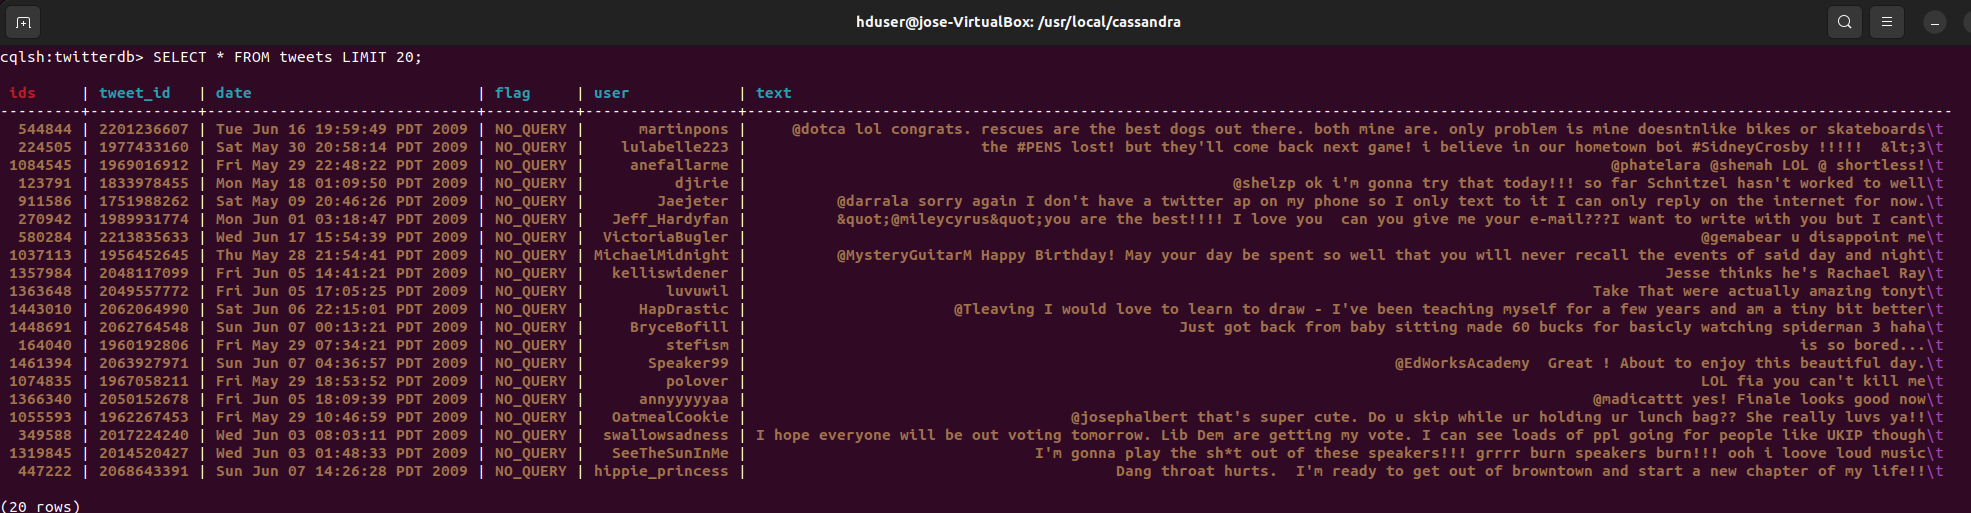 hduser@jose-VirtualBox: /usr/local/cassandra
cqlsh:twitterdb> SELECT * FROM tweets LIMIT 20;
 ids     | tweet_id   | date                         | flag     | user            | text
---------+------------+------------------------------+----------+-----------------+---------------------------------------------------------------------------------------------------------------------------------------
  544844 | 2201236607 | Tue Jun 16 19:59:49 PDT 2009 | NO_QUERY |      martinpons | @dotca lol congrats. rescues are the best dogs out there. both mine are. only problem is mine doesntnlike bikes or skateboards\t
  224505 | 1977433160 | Sat May 30 20:58:14 PDT 2009 | NO_QUERY |    lulabelle223 | the #PENS lost! but they'll come back next game! i believe in our hometown boi #SidneyCrosby !!!!!  &lt;3\t
 1084545 | 1969016912 | Fri May 29 22:48:22 PDT 2009 | NO_QUERY |     anefallarme | @phatelara @shemah LOL @ shortless!\t
  123791 | 1833978455 | Mon May 18 01:09:50 PDT 2009 | NO_QUERY |          djirie | @shelzp ok i'm gonna try that today!!! so far Schnitzel hasn't worked to well\t
  911586 | 1751988262 | Sat May 09 20:46:26 PDT 2009 | NO_QUERY |        Jaejeter | @darrala sorry again I don't have a twitter ap on my phone so I only text to it I can only reply on the internet for now.\t
  270942 | 1989931774 | Mon Jun 01 03:18:47 PDT 2009 | NO_QUERY |   Jeff_Hardyfan | &quot;@mileycyrus&quot;you are the best!!!! I love you  can you give me your e-mail???I want to write with you but I cant\t
  580284 | 2213835633 | Wed Jun 17 15:54:39 PDT 2009 | NO_QUERY |  VictoriaBugler | @gemabear u disappoint me\t
 1037113 | 1956452645 | Thu May 28 21:54:41 PDT 2009 | NO_QUERY | MichaelMidnight | @MysteryGuitarM Happy Birthday! May your day be spent so well that you will never recall the events of said day and night\t
 1357984 | 2048117099 | Fri Jun 05 14:41:21 PDT 2009 | NO_QUERY |   kelliswidener | Jesse thinks he's Rachael Ray\t
 1363648 | 2049557772 | Fri Jun 05 17:05:25 PDT 2009 | NO_QUERY |         luvuwil | Take That were actually amazing tonyt\t
 1443010 | 2062064990 | Sat Jun 06 22:15:01 PDT 2009 | NO_QUERY |      HapDrastic | @Tleaving I would love to learn to draw - I've been teaching myself for a few years and am a tiny bit better\t
 1448691 | 2062764548 | Sun Jun 07 00:13:21 PDT 2009 | NO_QUERY |     BryceBofill | Just got back from baby sitting made 60 bucks for basicly watching spiderman 3 haha\t
  164040 | 1960192806 | Fri May 29 07:34:21 PDT 2009 | NO_QUERY |         stefism | is so bored...\t
 1461394 | 2063927971 | Sun Jun 07 04:36:57 PDT 2009 | NO_QUERY |       Speaker99 | @EdWorksAcademy  Great ! About to enjoy this beautiful day.\t
 1074835 | 1967058211 | Fri May 29 18:53:52 PDT 2009 | NO_QUERY |         polover | LOL fia you can't kill me\t
 1366340 | 2050152678 | Fri Jun 05 18:09:39 PDT 2009 | NO_QUERY |      annyyyyyaa | @madicattt yes! Finale looks good now\t
 1055593 | 1962267453 | Fri May 29 10:46:59 PDT 2009 | NO_QUERY |   OatmealCookie | @josephalbert that's super cute. Do u skip while ur holding ur lunch bag?? She really luvs ya!!\t
  349588 | 2017224240 | Wed Jun 03 08:03:11 PDT 2009 | NO_QUERY |  swallowsadness | I hope everyone will be out voting tomorrow. Lib Dem are getting my vote. I can see loads of ppl going for people like UKIP though\t
 1319845 | 2014520427 | Wed Jun 03 01:48:33 PDT 2009 | NO_QUERY |   SeeTheSunInMe | I'm gonna play the sh*t out of these speakers!!! grrrr burn speakers burn!!! ooh i loove loud music\t
  447222 | 2068643391 | Sun Jun 07 14:26:28 PDT 2009 | NO_QUERY | hippie_princess | Dang throat hurts.  I'm ready to get out of browntown and start a new chapter of my life!!\t
(20 rows)